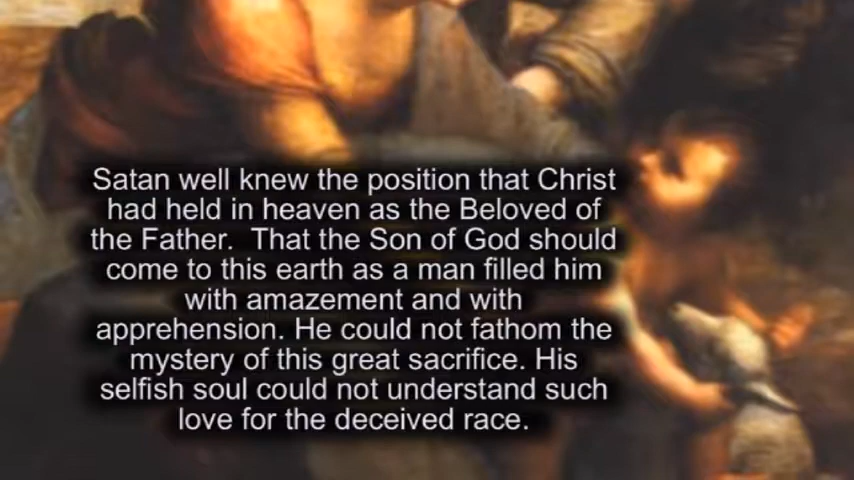 Satan well knew the position that Christ
had held in heaven as the Beloved of
the Father.  That the Son of God should
come to this earth as a man filled him
with amazement and with
apprehension. He could not fathom the
mystery of this great sacrifice. His
selfish soul could not understand such
love for the deceived race.